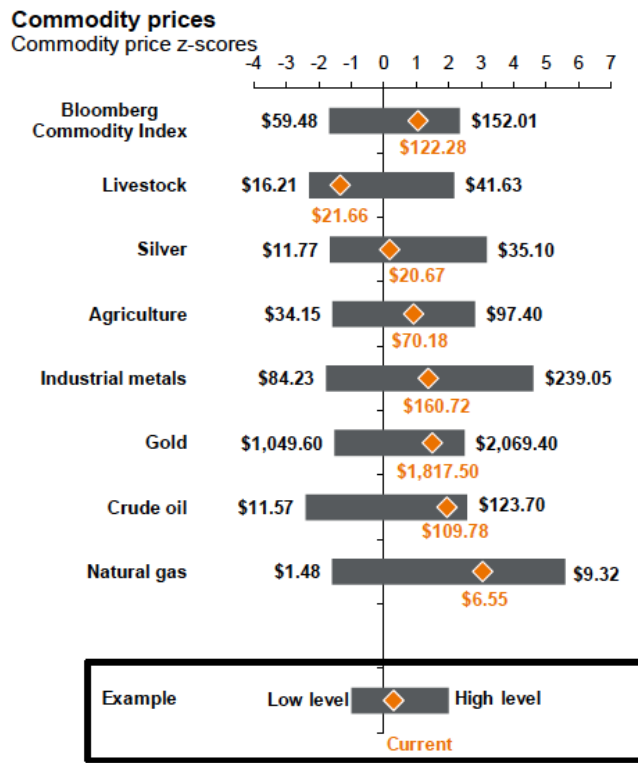 Commodity prices
Commodity price z-scores
-4 -3 -2 -1 0 1 2 3 4 5 6 7
Bloomberg
Commodity Index
$59.48 $152.01
$122.28
Livestock $16.21 $41.63
$21.66
Silver $11.77 $35.10
$20.67
Agriculture $34.15 $97.40
$70.18
Industrial metals $84.23 $239.05
$160.72
Gold $1,049.60 $2,069.40
$1,817.50
Crude oil $11.57 $123.70
$109.78
Natural gas $1.48 $9.32
$6.55
Example Low level High level
Current